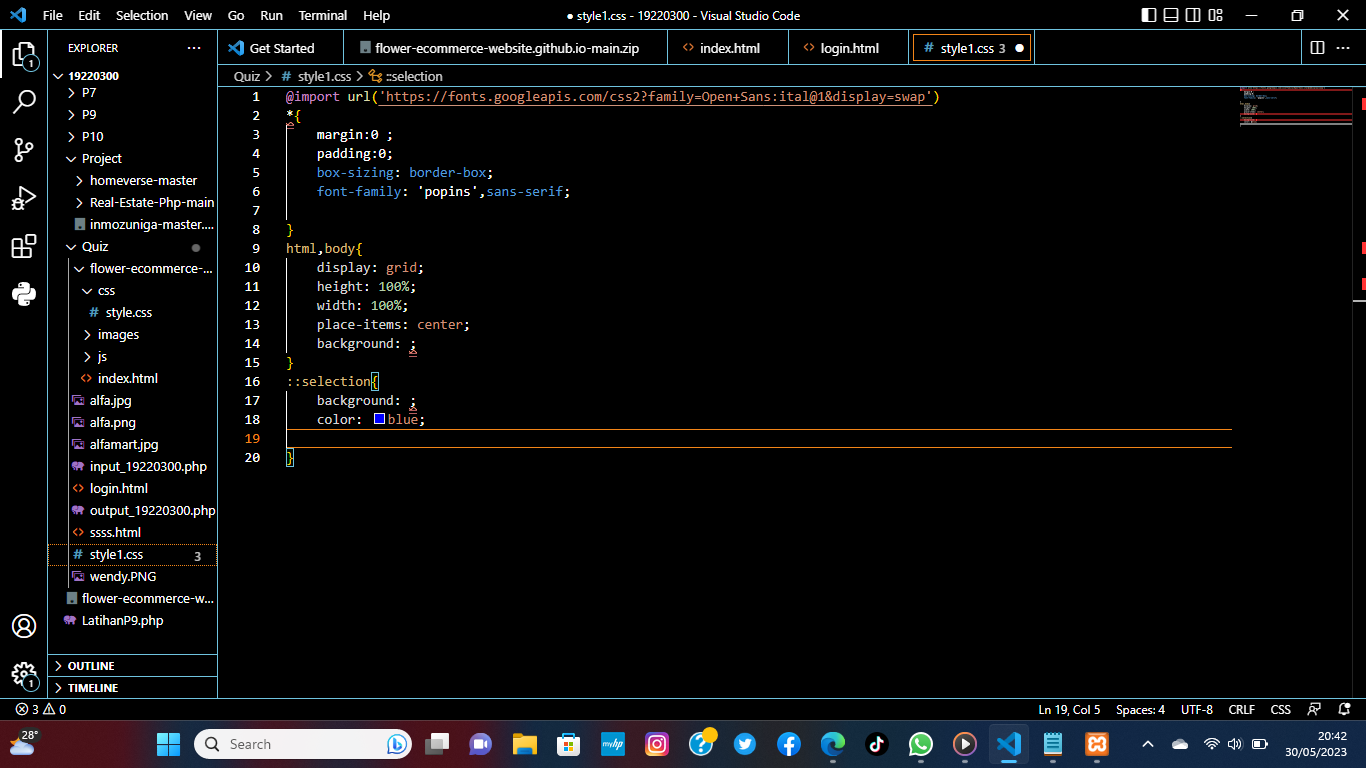 File Edit Selection View Go Run Terminal Help
● style1.css - 19220300 - Visual Studio Code
EXPLORER ...
Get Started
flower-ecommerce-website.github.io-main.zip
<> index.html
<> login.html
# style1.css 3 ●
19220300
P7
P9
P10
Project
homeverse-master
Real-Estate-Php-main
inmozuniga-master....
Quiz
flower-ecommerce-...
css
# style.css
images
js
<> index.html
alfa.jpg
alfa.png
alfamart.jpg
input_19220300.php
<> login.html
output_19220300.php
<> ssss.html
# style1.css 3
wendy.PNG
flower-ecommerce-w...
LatihanP9.php
OUTLINE
TIMELINE
Quiz > # style1.css > ::selection
1 @import url('https://fonts.googleapis.com/css2?family=Open+Sans:ital@1&display=swap')
2 *{
3 margin:0 ;
4 padding:0;
5 box-sizing: border-box;
6 font-family: 'popins',sans-serif;
7
8 }
9 html,body{
10 display: grid;
11 height: 100%;
12 width: 100%;
13 place-items: center;
14 background: ;
15 }
16 ::selection{
17 background: ;
18 color: blue;
19
20 }
1
1
3 0
Ln 19, Col 5 Spaces: 4 UTF-8 CRLF CSS
28°
Search
myhp
20:42
30/05/2023